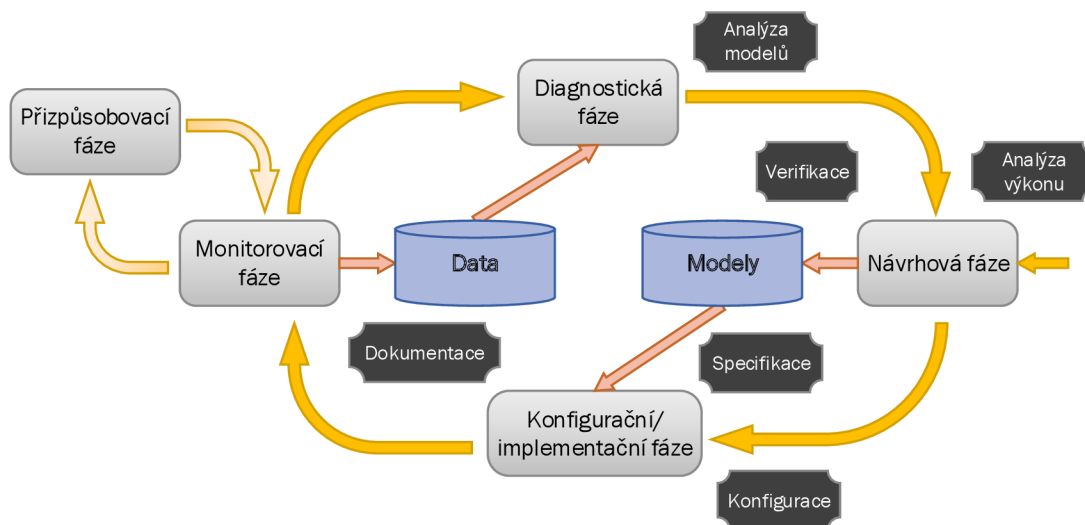 Analýza
modelů
Diagnostická
fáze
Přizpůsobovací
fáze
Verifikace
Analýza
výkonu
Monitorovací
fáze
Data
Modely
Návrhová fáze
Dokumentace
Specifikace
Konfigurační/
implementační fáze
Konfigurace